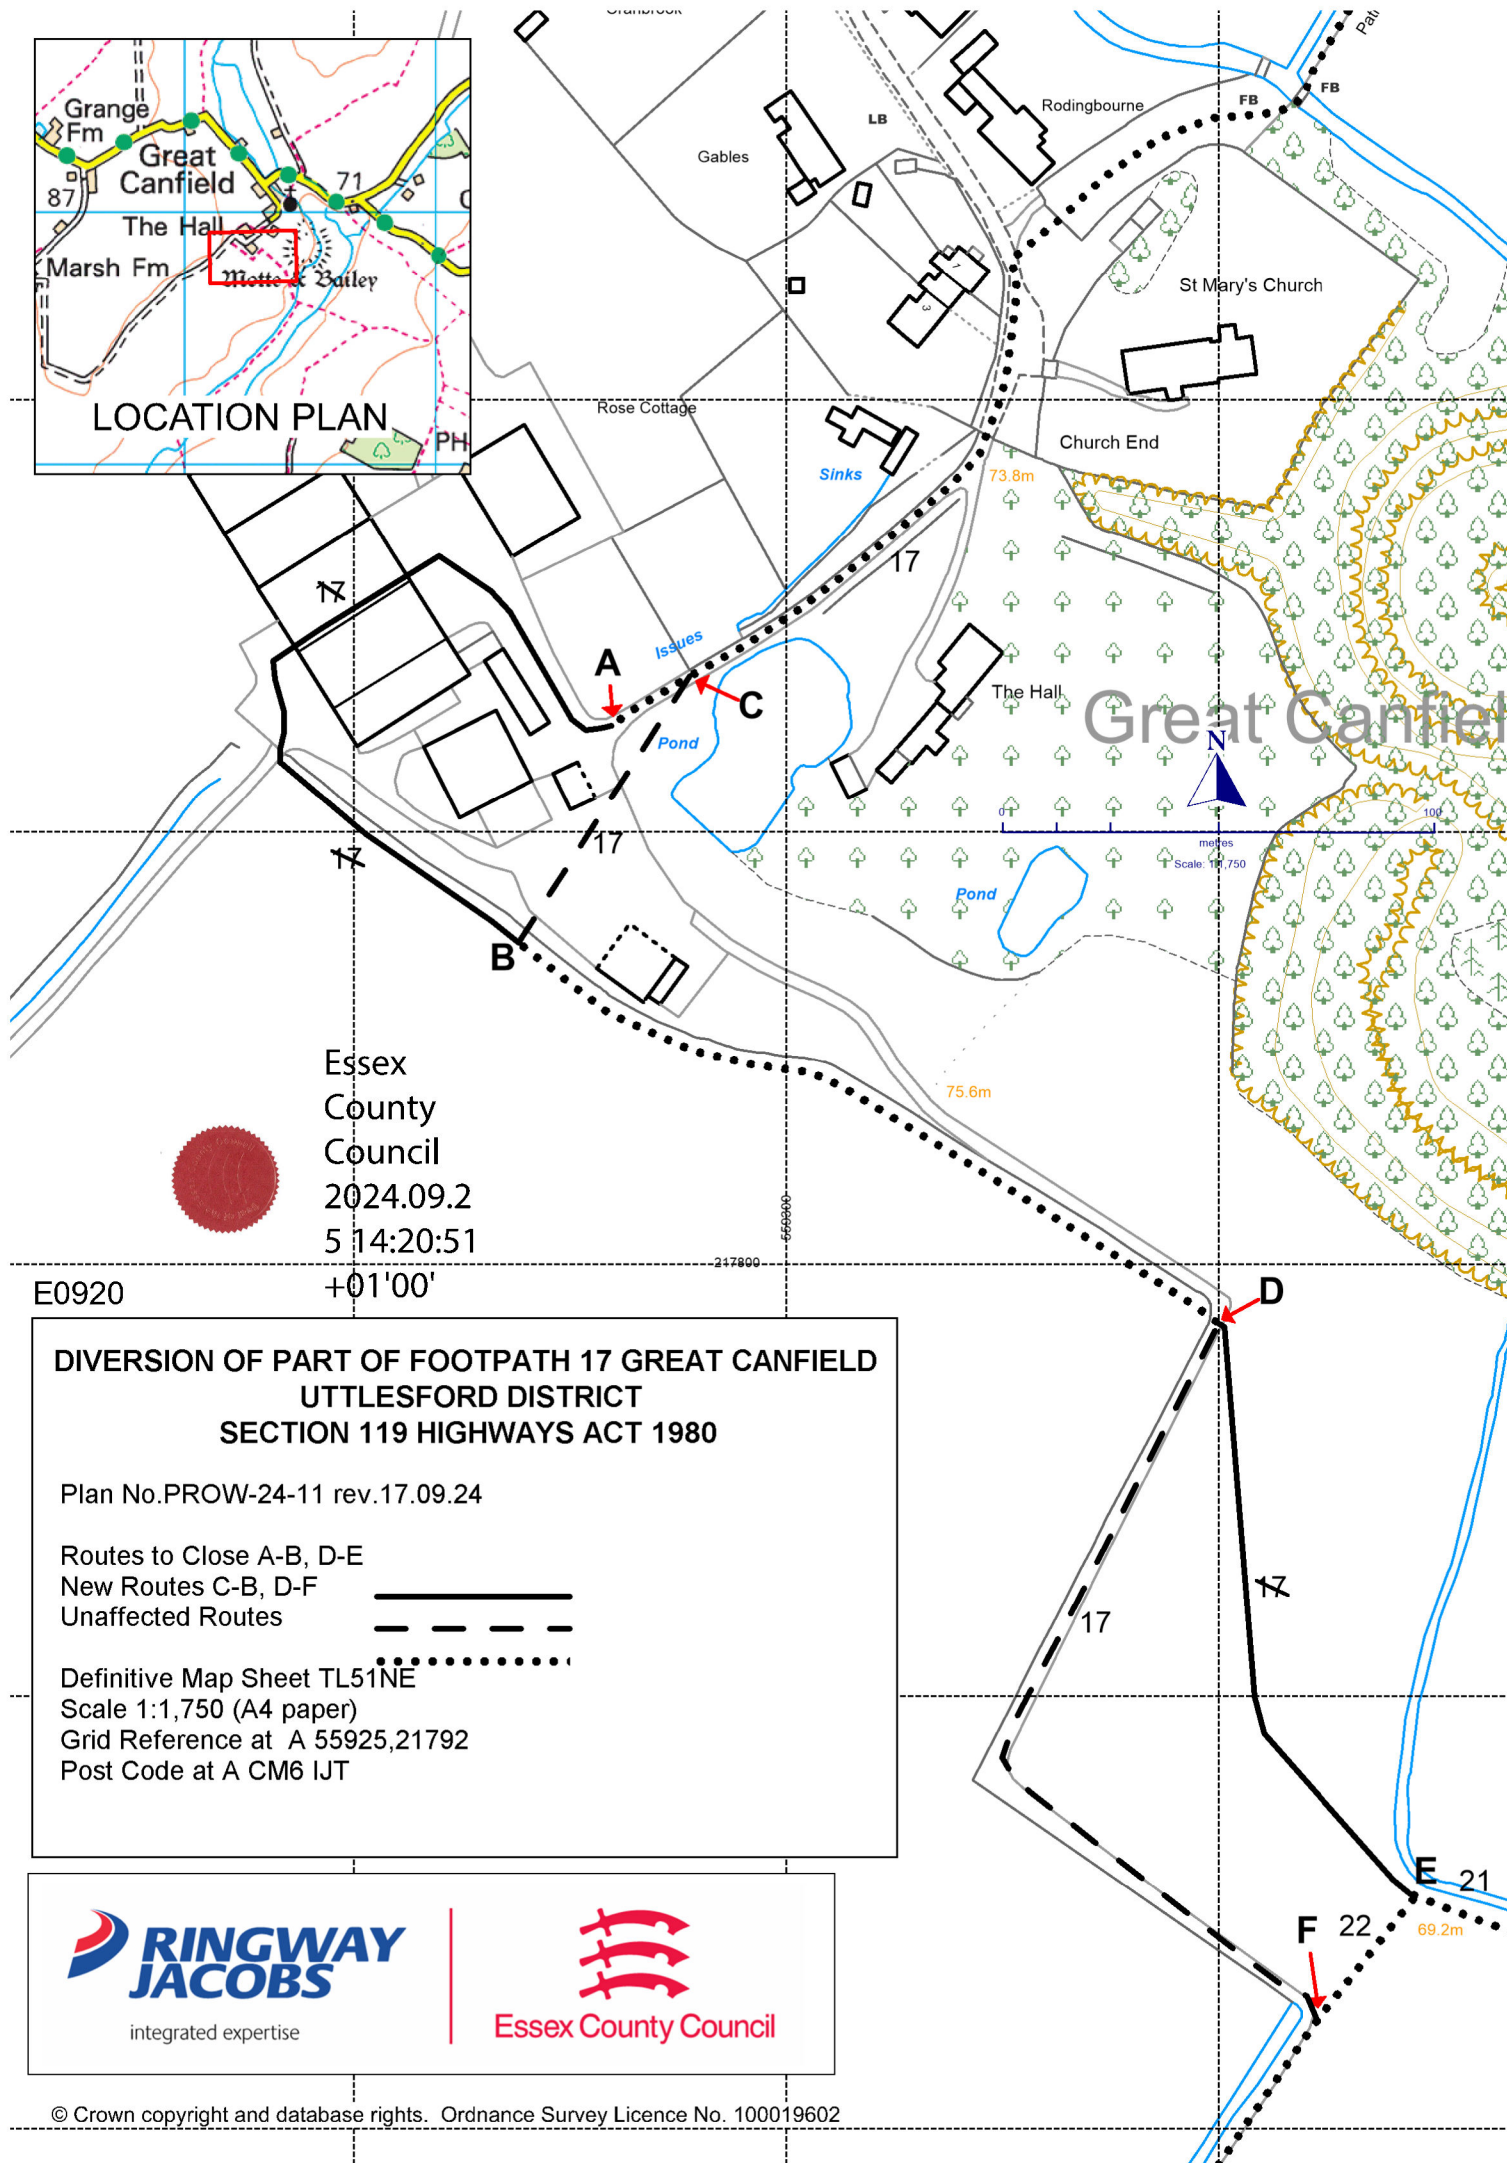 Cranbrook
Path
Grange
Fm
Great
Canfield
87
71
The Hall
Marsh Fm
Motte & Bailey
LOCATION PLAN
PH
LB
Rodingbourne
FB
FB
Gables
7
3
St Mary's Church
Rose Cottage
Church End
Sinks
73.8m
17
17
Issues
A
C
The Hall
Great Canfiel
Pond
N
0
100
metres
Scale: 1:1,750
17
17
Pond
B
75.6m
Essex
County
Council
2024.09.2
5 14:20:51
+01'00'
559300
217800
E0920
D
DIVERSION OF PART OF FOOTPATH 17 GREAT CANFIELD
UTTLESFORD DISTRICT
SECTION 119 HIGHWAYS ACT 1980
Plan No.PROW-24-11 rev.17.09.24
Routes to Close A-B, D-E
New Routes C-B, D-F
Unaffected Routes
Definitive Map Sheet TL51NE
Scale 1:1,750 (A4 paper)
Grid Reference at A 55925,21792
Post Code at A CM6 IJT
17
17
E
21
F
22
69.2m
RINGWAY
JACOBS
integrated expertise
Essex County Council
© Crown copyright and database rights. Ordnance Survey Licence No. 100019602